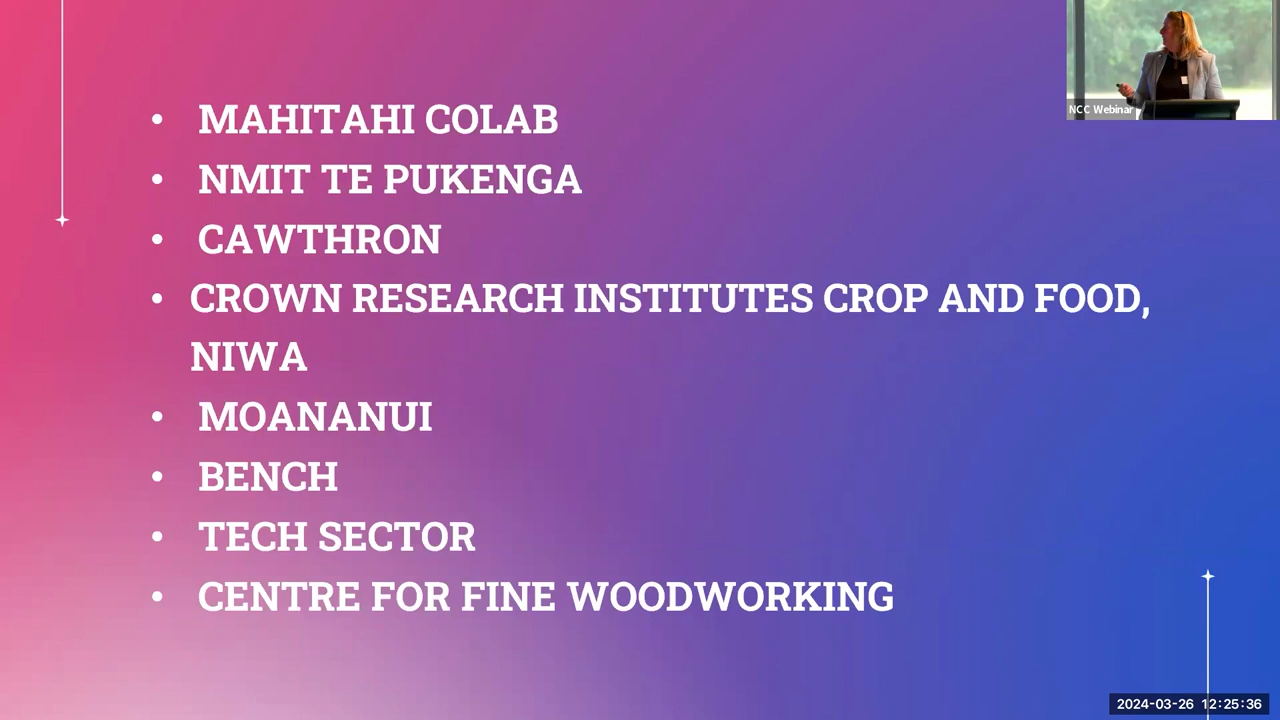 NCC Webinar
• MAHITAHI COLAB
• NMIT TE PUKENGA
• CAWTHRON
• CROWN RESEARCH INSTITUTES CROP AND FOOD,
NIWA
• MOANANUI
• BENCH
• TECH SECTOR
• CENTRE FOR FINE WOODWORKING
2024-03-26 12:25:36